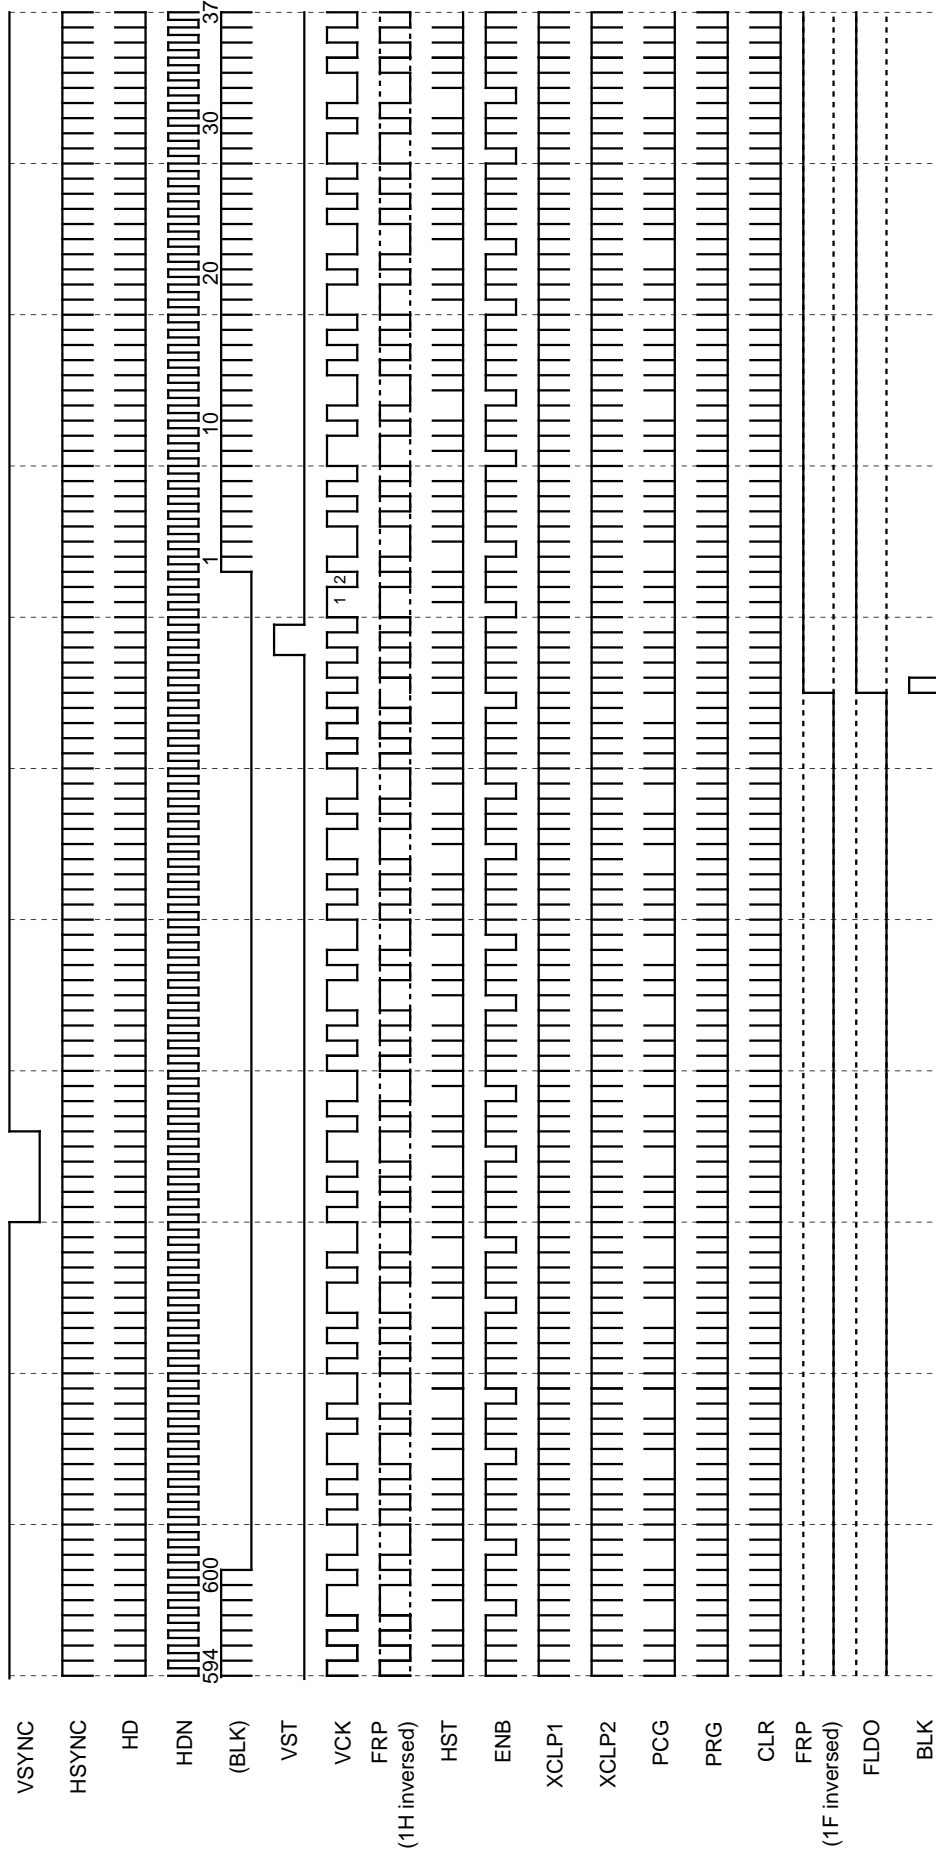 VSYNC
HSYNC
HD
HDN
594 600 1 10 20 30 37
(BLK)
VST
1 2
VCK
FRP
(1H inversed)
HST
ENB
XCLP1
XCLP2
PCG
PRG
CLR
FRP
(1F inversed)
FLDO
BLK